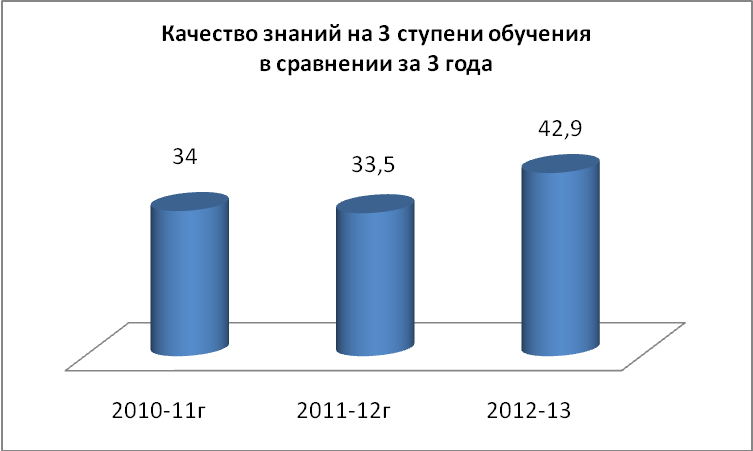 Качество знаний на 3 ступени обучения
в сравнении за 3 года
34
33,5
42,9
2010-11г
2011-12г
2012-13